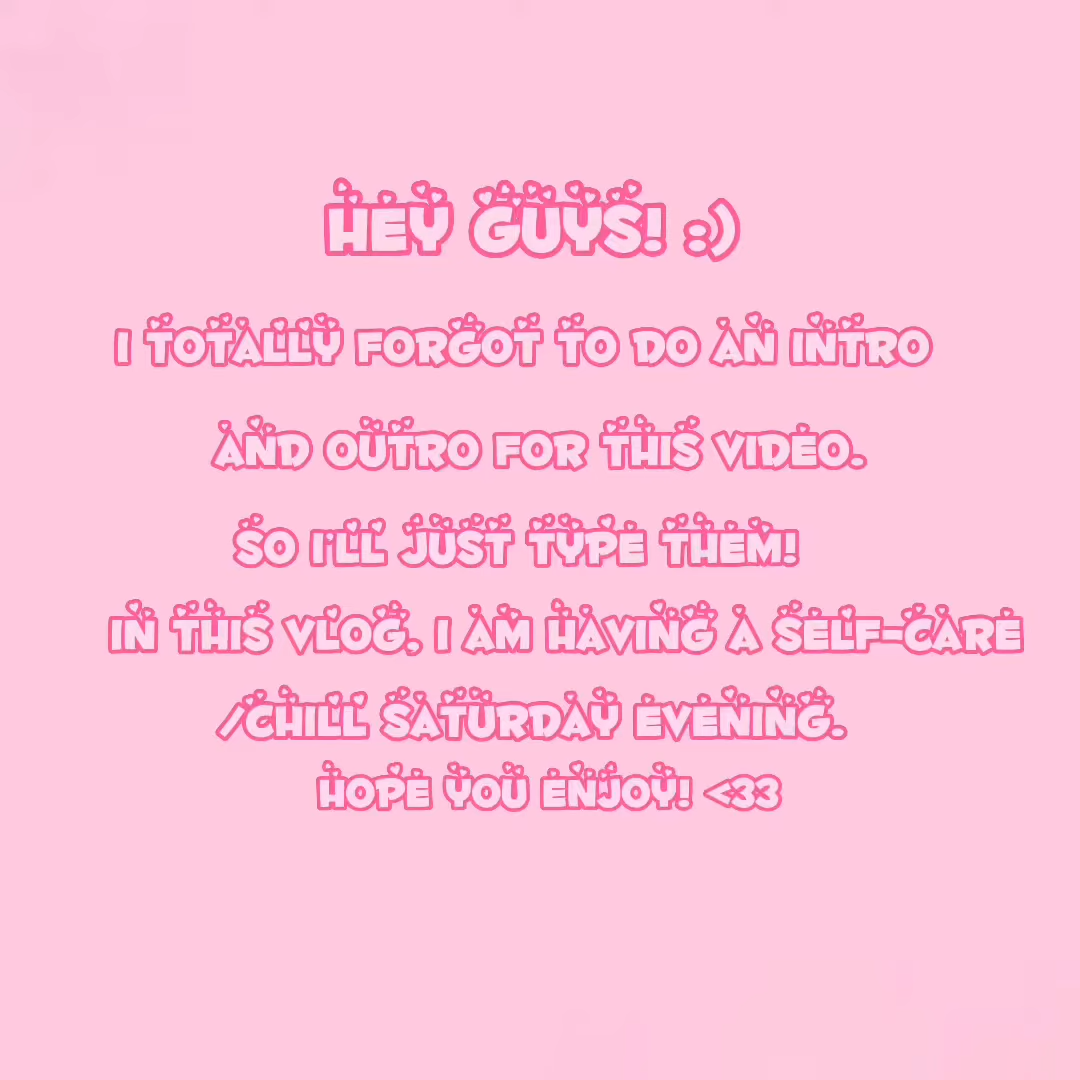 HEY GUYS! :)
I TOTALLY FORGOT TO DO AN INTRO
AND OUTRO FOR THIS VIDEO.
SO I'LL JUST TYPE THEM!
IN THIS VLOG, I AM HAVING A SELF-CARE
/CHILL SATURDAY EVENING.
HOPE YOU ENJOY! <33